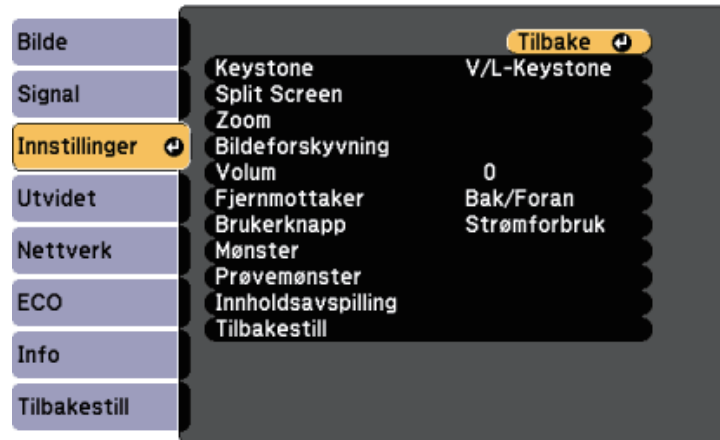 Bilde
Signal
Innstillinger
Utvidet
Nettverk
ECO
Info
Tilbakestill
Tilbake
Keystone V/L-Keystone
Split Screen
Zoom
Bildeforskyvning
Volum 0
Fjernmottaker Bak/Foran
Brukerknapp Strømforbruk
Mønster
Prøvemønster
Innholdsavspilling
Tilbakestill